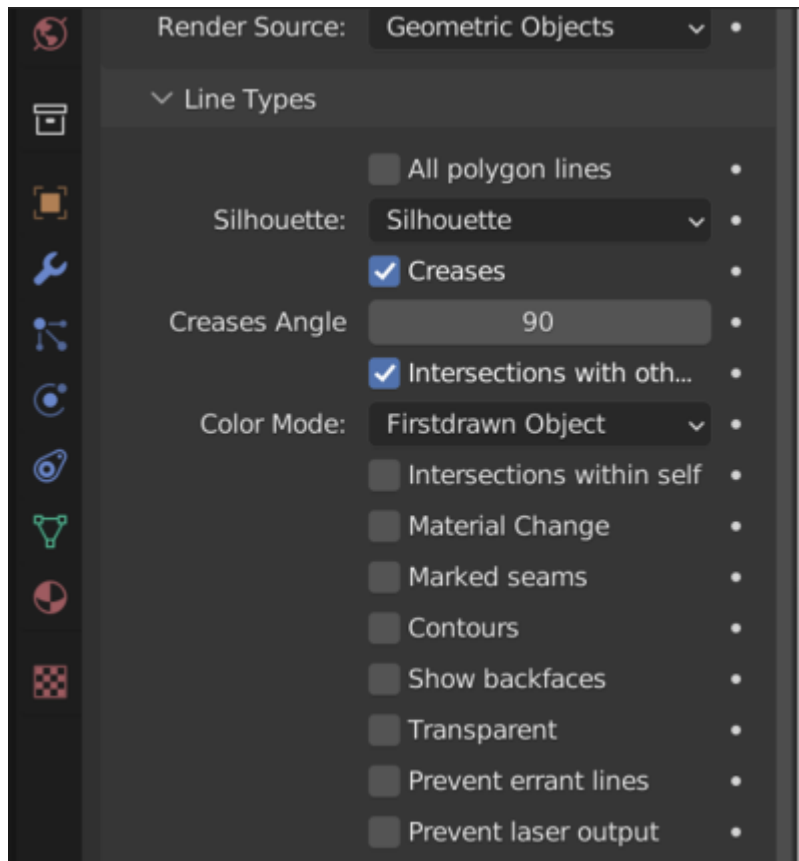 Render Source: Geometric Objects
Line Types
All polygon lines
Silhouette: Silhouette
Creases
Creases Angle 90
Intersections with oth...
Color Mode: Firstdrawn Object
Intersections within self
Material Change
Marked seams
Contours
Show backfaces
Transparent
Prevent errant lines
Prevent laser output